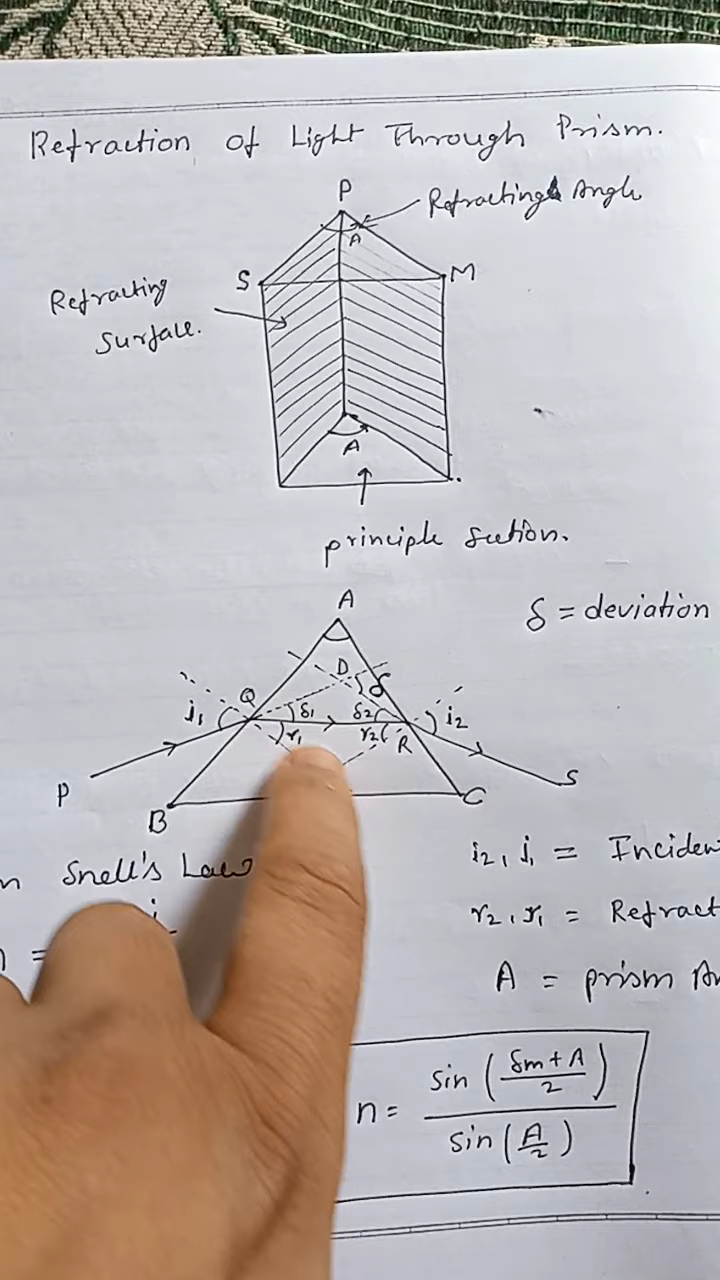 Refraction of Light Through Prism.
P
Refracting Angle
A
S
M
Refracting
Surface.
A
principle section.
A
δ = deviation
D
δ
Q
i₁
δ₁
δ₂
i₂
r₁
r₂
R
P
S
B
C
Snell's Law
i₂, i₁ = Inciden
i
r₂, r₁ = Refract
n =
A = prism An
n = sin (δm + A / 2) / sin (A / 2)